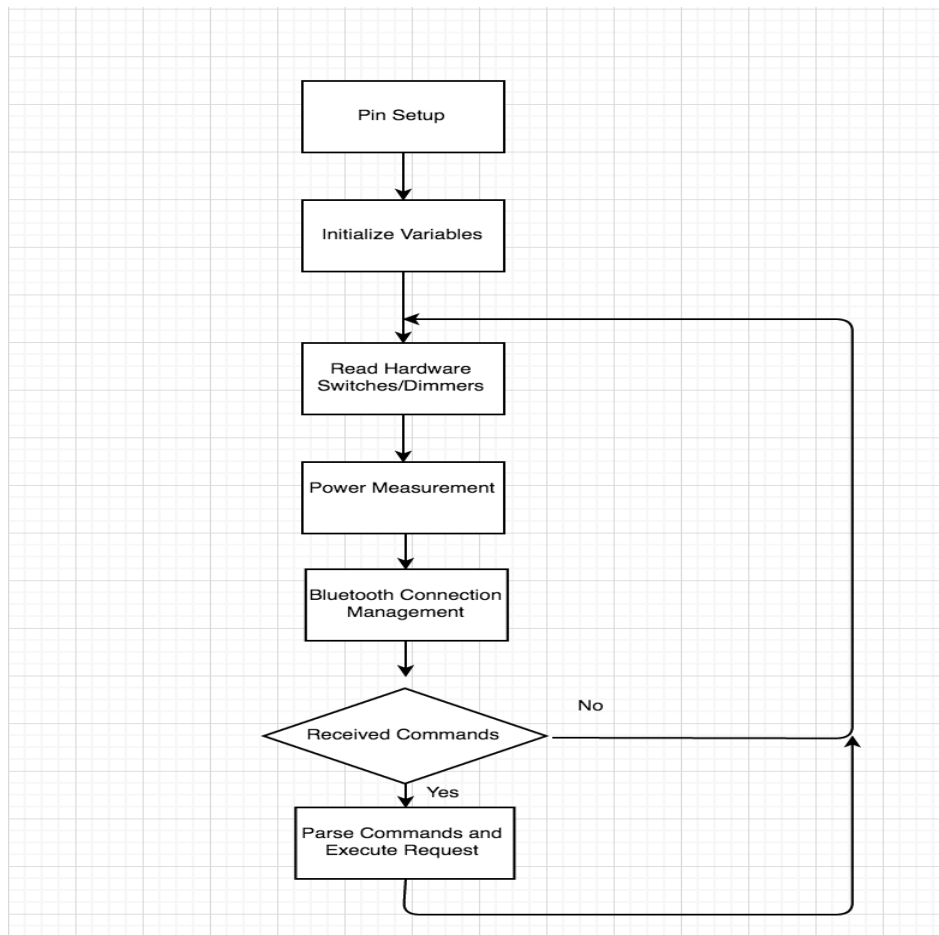 Pin Setup
Initialize Variables
Read Hardware
Switches/Dimmers
Power Measurement
Bluetooth Connection
Management
No
Received Commands
Yes
Parse Commands and
Execute Request